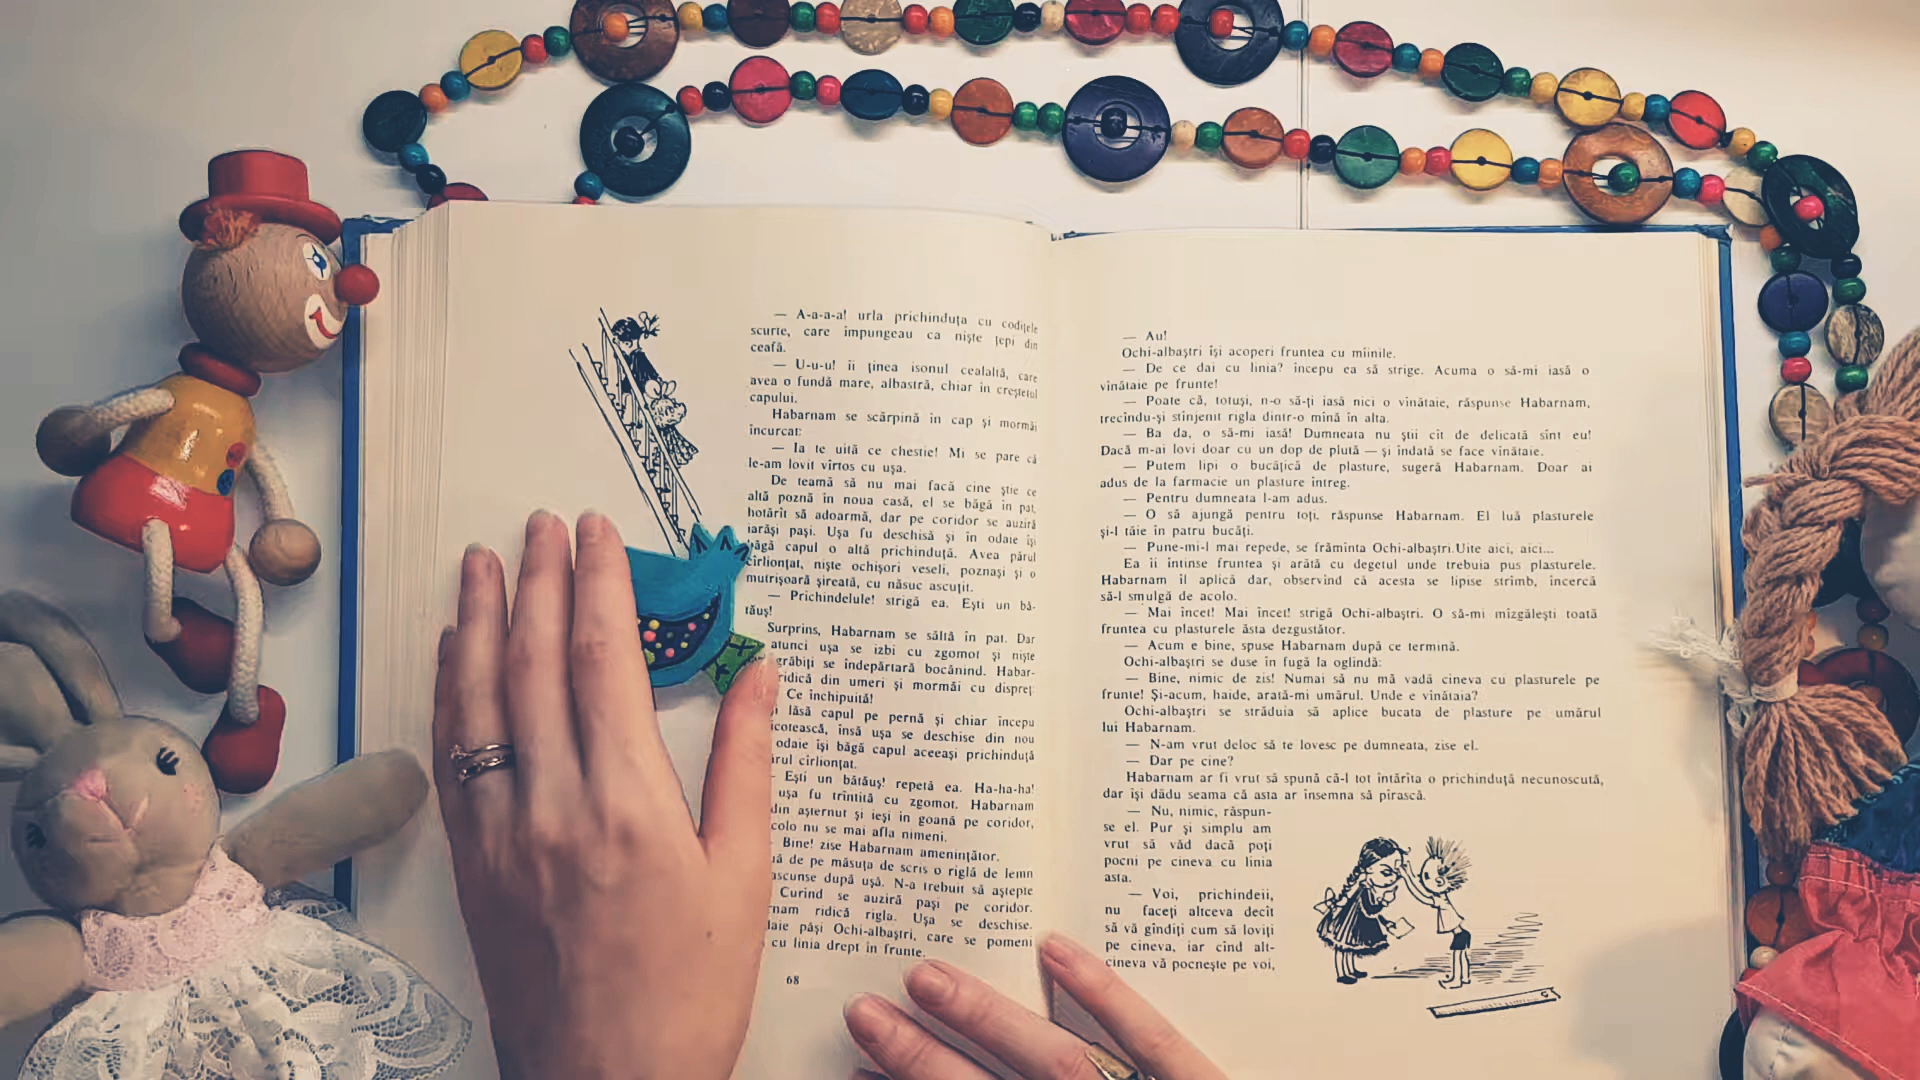 — A-a-a-a! urla prichinduța cu codițele
scurte, care împungeau ca niște țepi din
ceafă.
— U-u-u! îi ținea isonul cealaltă, care
avea o fundă mare, albastră, chiar în creștetul
capului.
Habarnam se scărpină în cap și mormăi
încurcat:
— Ia te uită ce chestie! Mi se pare că
le-am lovit vîrtos cu ușa.
De teamă să nu mai facă cine știe ce
altă poznă în noua casă, el se băgă în pat,
hotărît să adoarmă, dar pe coridor se auziră
iarăși pași. Ușa fu deschisă și în odaie își
băgă capul o altă prichinduță. Avea părul
cîrlionțat, niște ochișori veseli, poznași și o
mutrișoară șireată, cu năsuc ascuțit.
— Prichindelule! strigă ea. Ești un bă-
tăuș!
Surprins, Habarnam se săltă în pat. Dar
atunci ușa se izbi cu zgomot și niște
grăbiți se îndepărtară bocănind. Habar-
ridică din umeri și mormăi cu dispreț:
Ce închipuită!
lăsă capul pe pernă și chiar începu
icotească, însă ușa se deschise din nou
odaie își băgă capul aceeași prichinduță
rul cîrlionțat.
— Ești un bătăuș! repetă ea. Ha-ha-ha!
ușa fu trîntită cu zgomot. Habarnam
din așternut și ieși în goană pe coridor,
colo nu se mai afla nimeni.
Bine! zise Habarnam amenințător.
de pe măsuța de scris o riglă de lemn
ascunse după ușă. N-a trebuit să aștepte
Curînd se auziră pași pe coridor.
nam ridică rigla. Ușa se deschise.
daie păși Ochi-albaștri, care se pomeni
cu linia drept în frunte.
68
— Au!
Ochi-albaștri își acoperi fruntea cu mîinile.
— De ce dai cu linia? începu ea să strige. Acuma o să-mi iasă o
vînătaie pe frunte!
— Poate că, totuși, n-o să-ți iasă nici o vînătaie, răspunse Habarnam,
trecîndu-și stînjenit rigla dintr-o mînă în alta.
— Ba da, o să-mi iasă! Dumneata nu știi cît de delicată sînt eu!
Dacă m-ai lovi doar cu un dop de plută — și îndată se face vînătaie.
— Putem lipi o bucățică de plasture, sugeră Habarnam. Doar ai
adus de la farmacie un plasture întreg.
— Pentru dumneata l-am adus.
— O să ajungă pentru toți, răspunse Habarnam. El luă plasturele
și-l tăie în patru bucăți.
— Pune-mi-l mai repede, se frămînta Ochi-albaștri.Uite aici, aici...
Ea îi întinse fruntea și arătă cu degetul unde trebuia pus plasturele.
Habarnam îl aplică dar, observînd că acesta se lipise strîmb, încercă
să-l smulgă de acolo.
— Mai încet! Mai încet! strigă Ochi-albaștri. O să-mi mîzgălești toată
fruntea cu plasturele ăsta dezgustător.
— Acum e bine, spuse Habarnam după ce termină.
Ochi-albaștri se duse în fugă la oglindă:
— Bine, nimic de zis! Numai să nu mă vadă cineva cu plasturele pe
frunte! Și-acum, haide, arată-mi umărul. Unde e vînătaia?
Ochi-albaștri se străduia să aplice bucata de plasture pe umărul
lui Habarnam.
— N-am vrut deloc să te lovesc pe dumneata, zise el.
— Dar pe cine?
Habarnam ar fi vrut să spună că-l tot întărîta o prichinduță necunoscută,
dar își dădu seama că asta ar însemna să pîrască.
— Nu, nimic, răspun-
se el. Pur și simplu am
vrut să văd dacă poți
pocni pe cineva cu linia
asta.
— Voi, prichindeii,
nu faceți altceva decît
să vă gîndiți cum să loviți
pe cineva, iar cînd alt-
cineva vă pocnește pe voi,